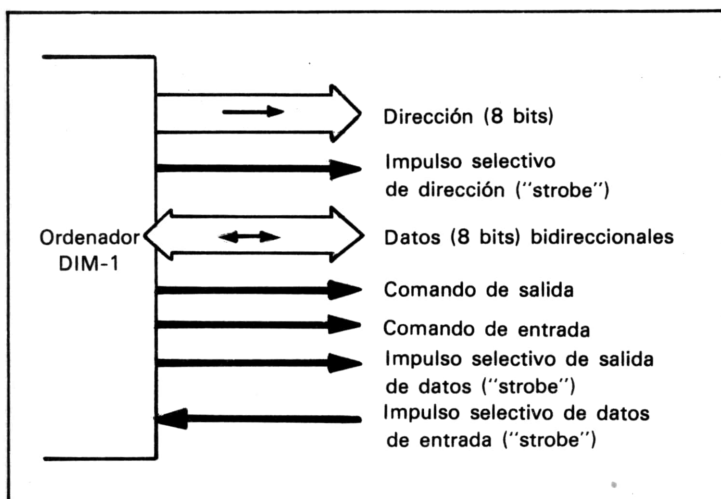 Dirección (8 bits)
Impulso selectivo
de dirección ("strobe")
Ordenador
DIM-1
Datos (8 bits) bidireccionales
Comando de salida
Comando de entrada
Impulso selectivo de salida
de datos ("strobe")
Impulso selectivo de datos
de entrada ("strobe")